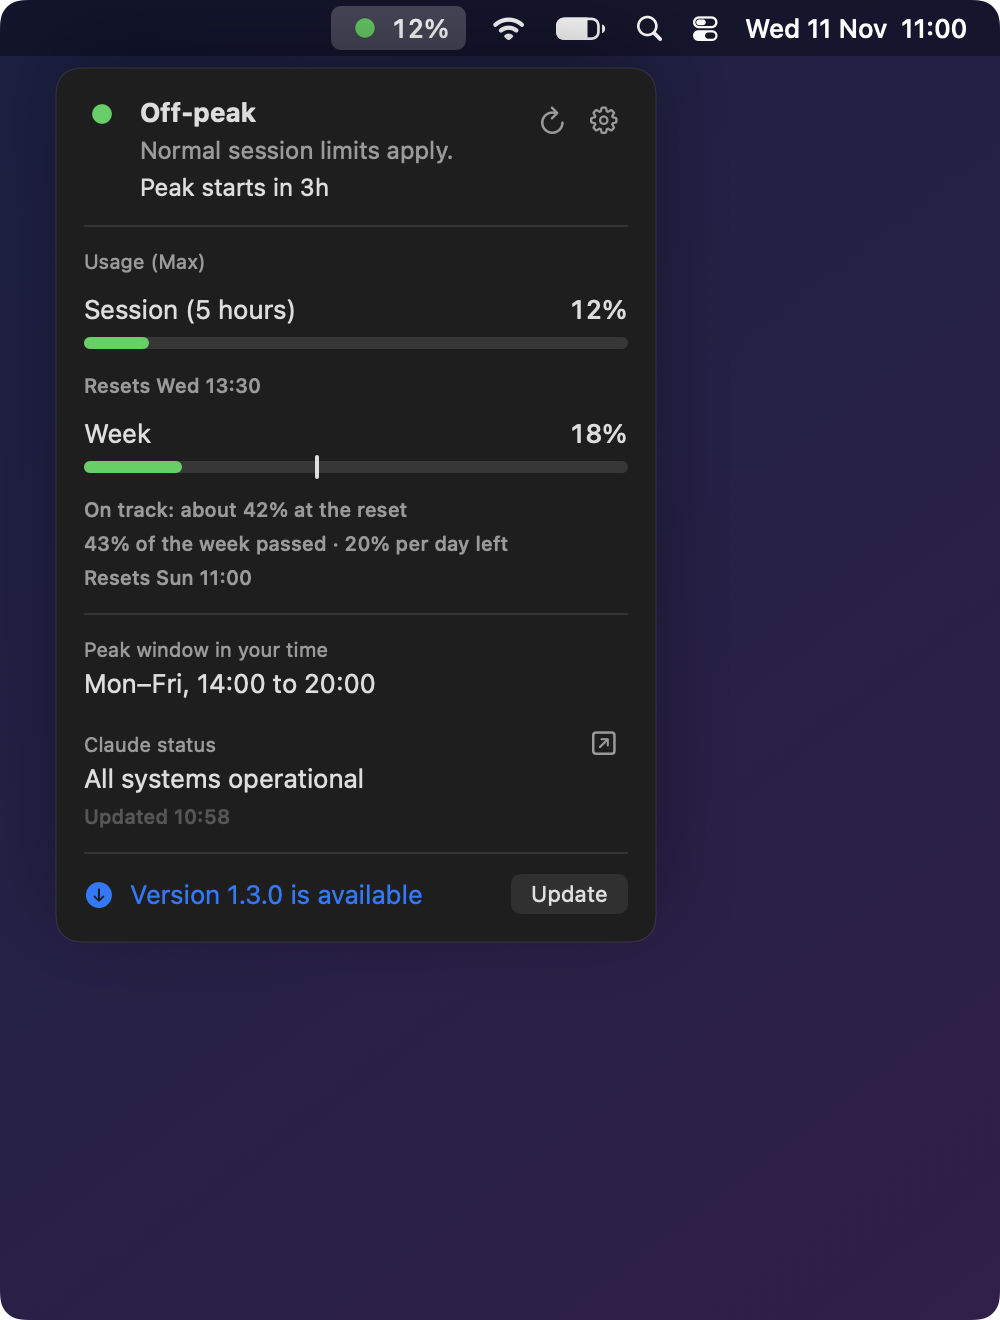 12%
Wed 11 Nov 11:00
Off-peak
Normal session limits apply.
Peak starts in 3h
Usage (Max)
Session (5 hours) 12%
Resets Wed 13:30
Week 18%
On track: about 42% at the reset
43% of the week passed · 20% per day left
Resets Sun 11:00
Peak window in your time
Mon–Fri, 14:00 to 20:00
Claude status
All systems operational
Updated 10:58
Version 1.3.0 is available Update